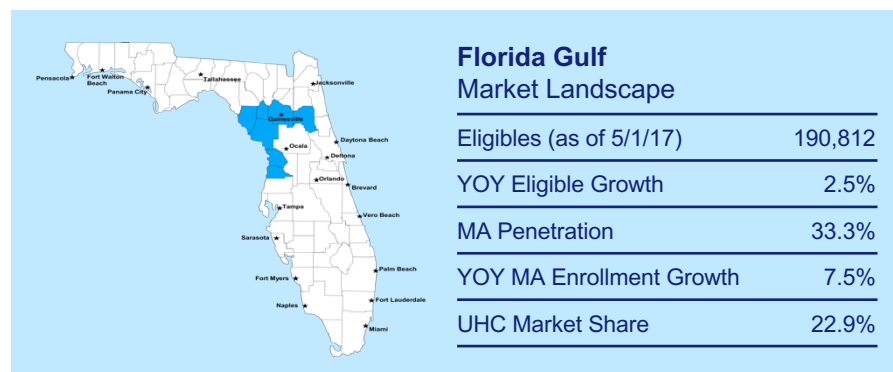 Florida Gulf
Market Landscape
Eligibles (as of 5/1/17) 190,812
YOY Eligible Growth 2.5%
MA Penetration 33.3%
YOY MA Enrollment Growth 7.5%
UHC Market Share 22.9%
Pensacola
Fort Walton
Beach
Panama City
Tallahassee
Jacksonville
Gainesville
Ocala
Daytona Beach
Deltona
Orlando
Brevard
Tampa
Vero Beach
Sarasota
Palm Beach
Fort Myers
Fort Lauderdale
Naples
Miami